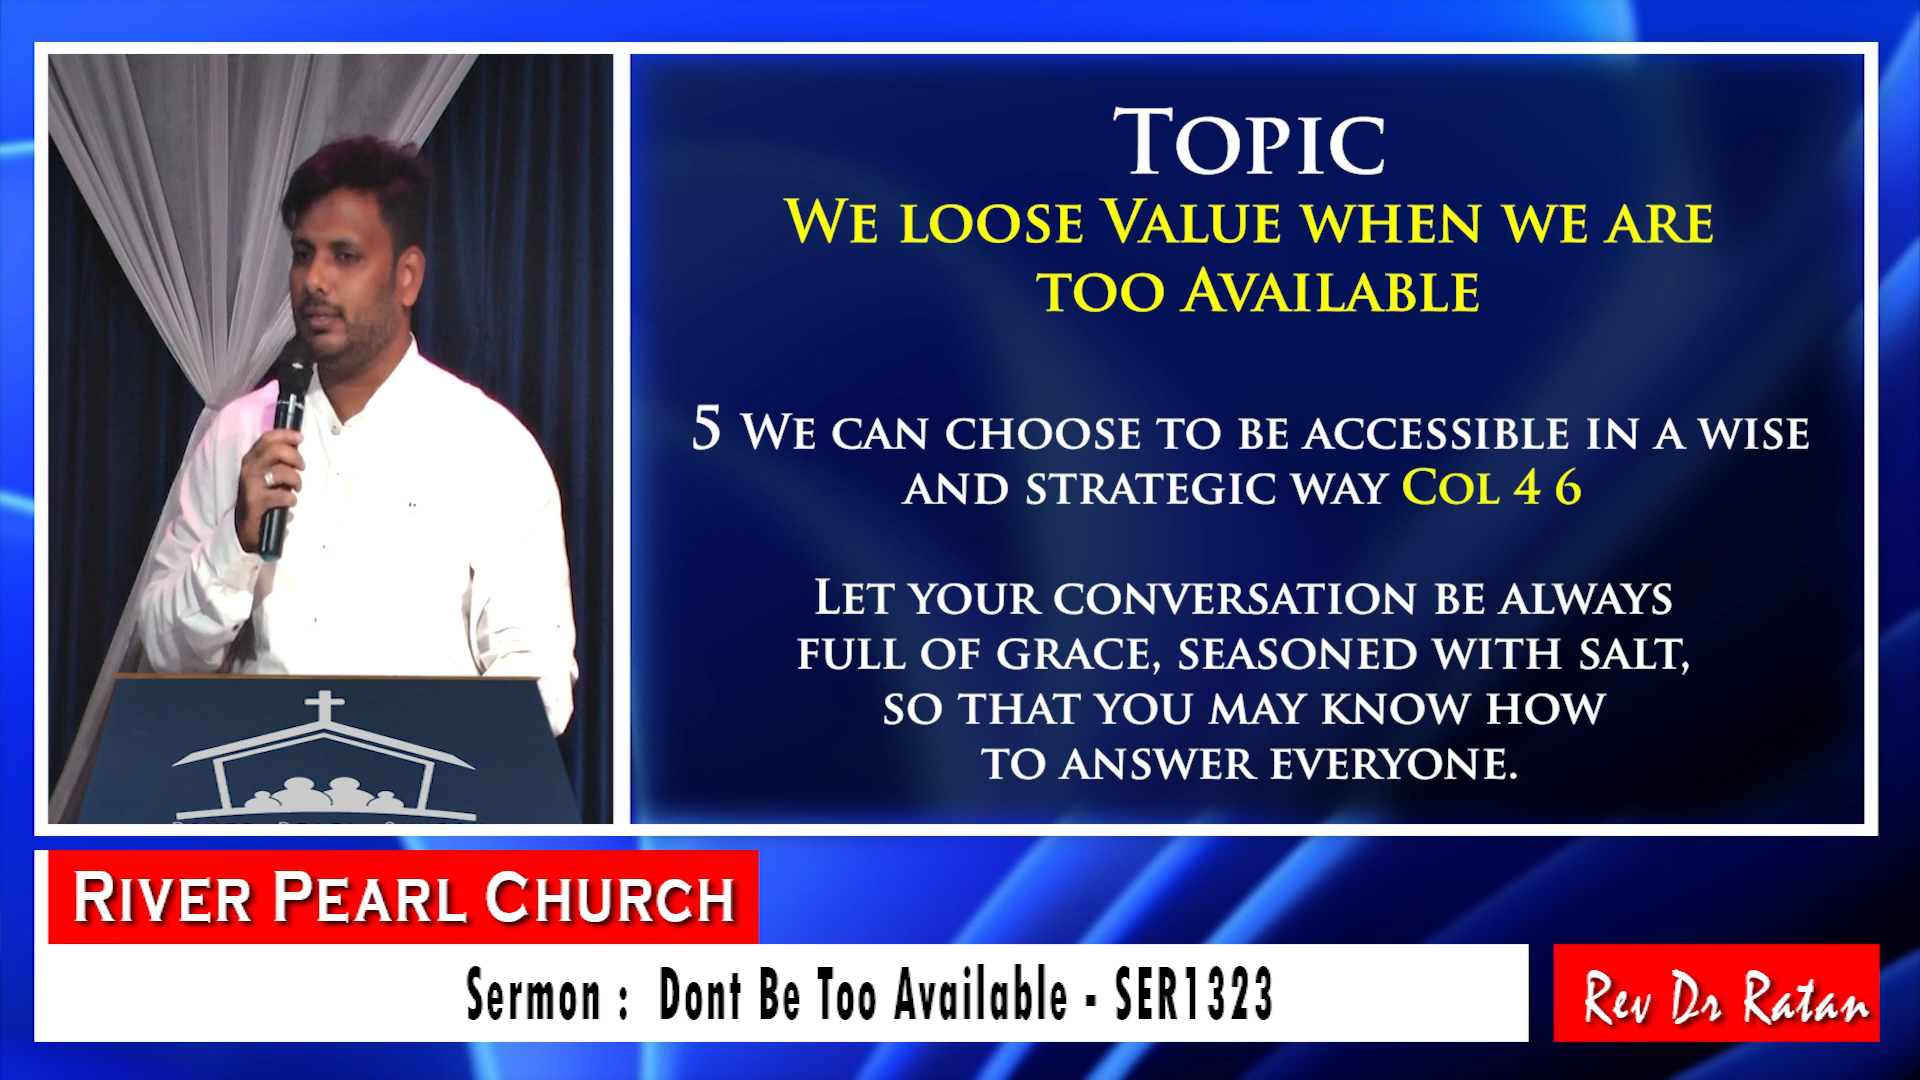 Topic
We loose Value when we are
too Available
5 We can choose to be accessible in a wise
and strategic way Col 4 6
Let your conversation be always
full of grace, seasoned with salt,
so that you may know how
to answer everyone.
River Pearl Church
Sermon : Dont Be Too Available - SER1323
Rev Dr Ratan